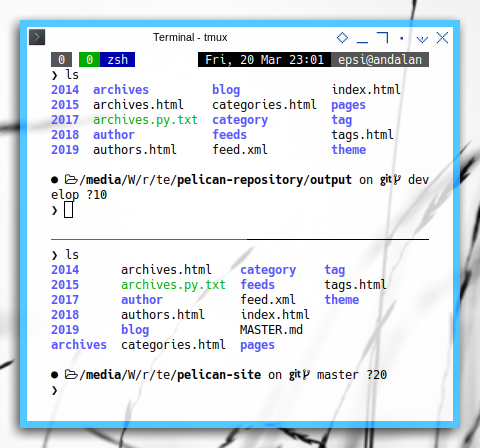 Terminal - tmux
0 0 zsh Fri, 20 Mar 23:01 epsi@andalan
❯ ls
2014 archives blog index.html
2015 archives.html categories.html pages
2017 archives.py.txt category tag
2018 author feeds tags.html
2019 authors.html feed.xml theme
● /media/W/r/te/pelican-repository/output on git dev
elop ?10
❯
❯ ls
2014 archives.html category tag
2015 archives.py.txt feeds tags.html
2017 author feed.xml theme
2018 authors.html index.html
2019 blog MASTER.md
archives categories.html pages
● /media/W/r/te/pelican-site on git master ?20
❯